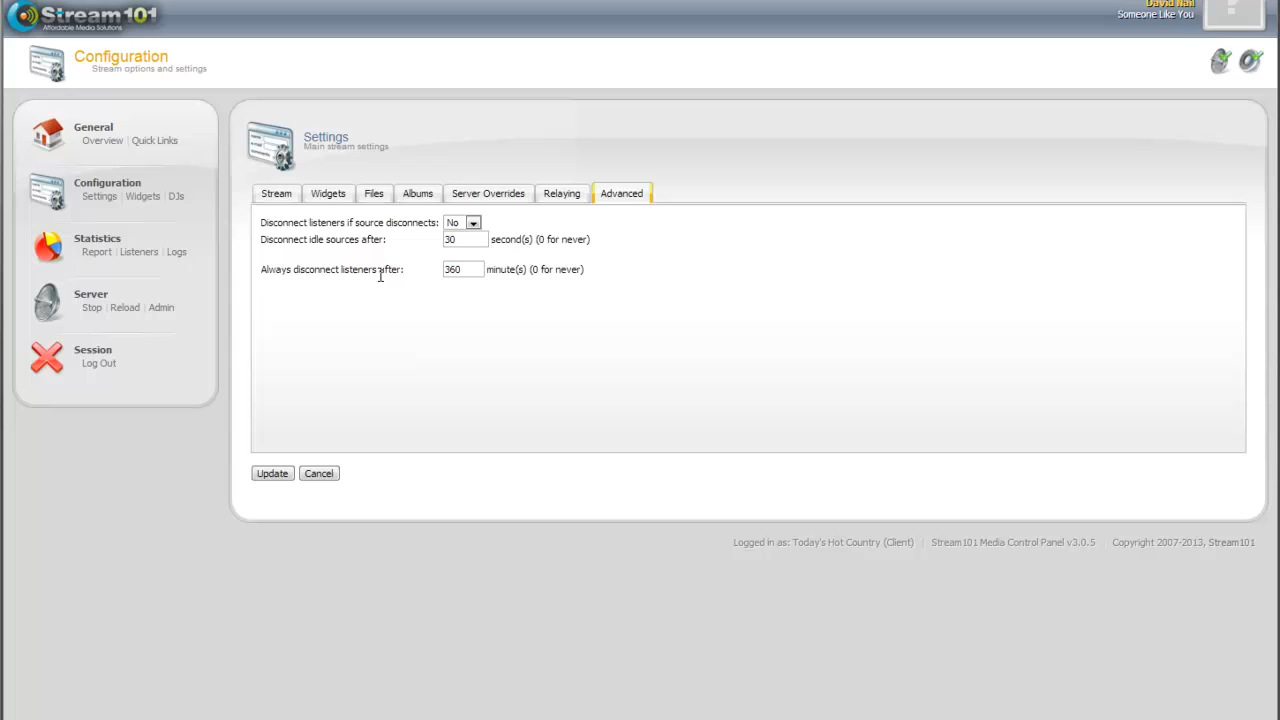 Stream101
Affordable Media Solutions
David Nail
Someone Like You
?
Configuration
Stream options and settings
General
Overview | Quick Links
Configuration
Settings | Widgets | DJs
Statistics
Report | Listeners | Logs
Server
Stop | Reload | Admin
Session
Log Out
Settings
Main stream settings
Stream Widgets Files Albums Server Overrides Relaying Advanced
Disconnect listeners if source disconnects: No
Disconnect idle sources after: 30 second(s) (0 for never)
Always disconnect listeners after: 360 minute(s) (0 for never)
Update Cancel
Logged in as: Today's Hot Country (Client) | Stream101 Media Control Panel v3.0.5 | Copyright 2007-2013, Stream101